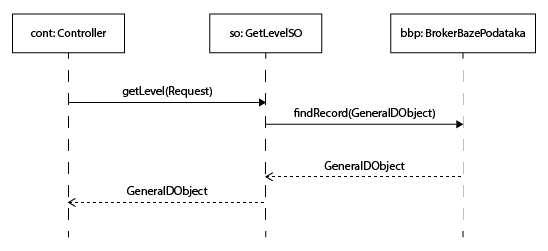 cont: Controller
so: GetLevelSO
bbp: BrokerBazePodataka
getLevel(Request)
findRecord(GeneralDObject)
GeneralDObject
GeneralDObject